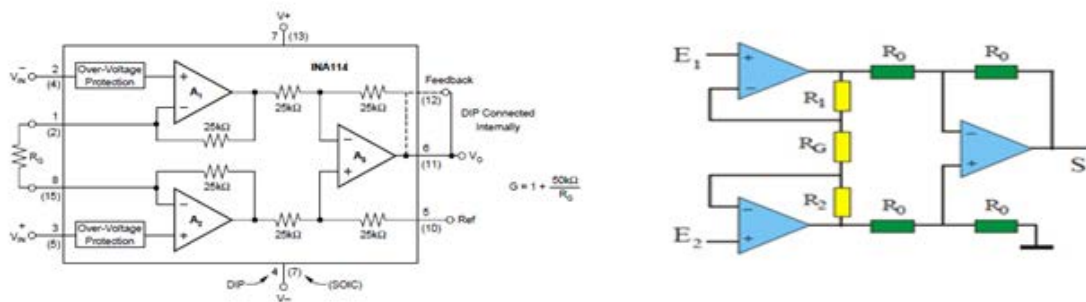 V+
7 (13)
INA114
2
(4)
V⁻IN
Over-Voltage
Protection
+
A₁
−
25kΩ
25kΩ
25kΩ
Feedback
(12)
DIP Connected
Internally
1
(2)
RG
8
(15)
25kΩ
−
A₃
+
6
(11)
VO
G = 1 + 50kΩ
RG
−
A₂
+
25kΩ
25kΩ
5
(10)
Ref
3
(5)
V⁺IN
Over-Voltage
Protection
4 (7)
DIP
(SOIC)
V−
E₁
+
−
R₀
R₀
R₁
RG
R₂
−
+
S
−
+
E₂
R₀
R₀